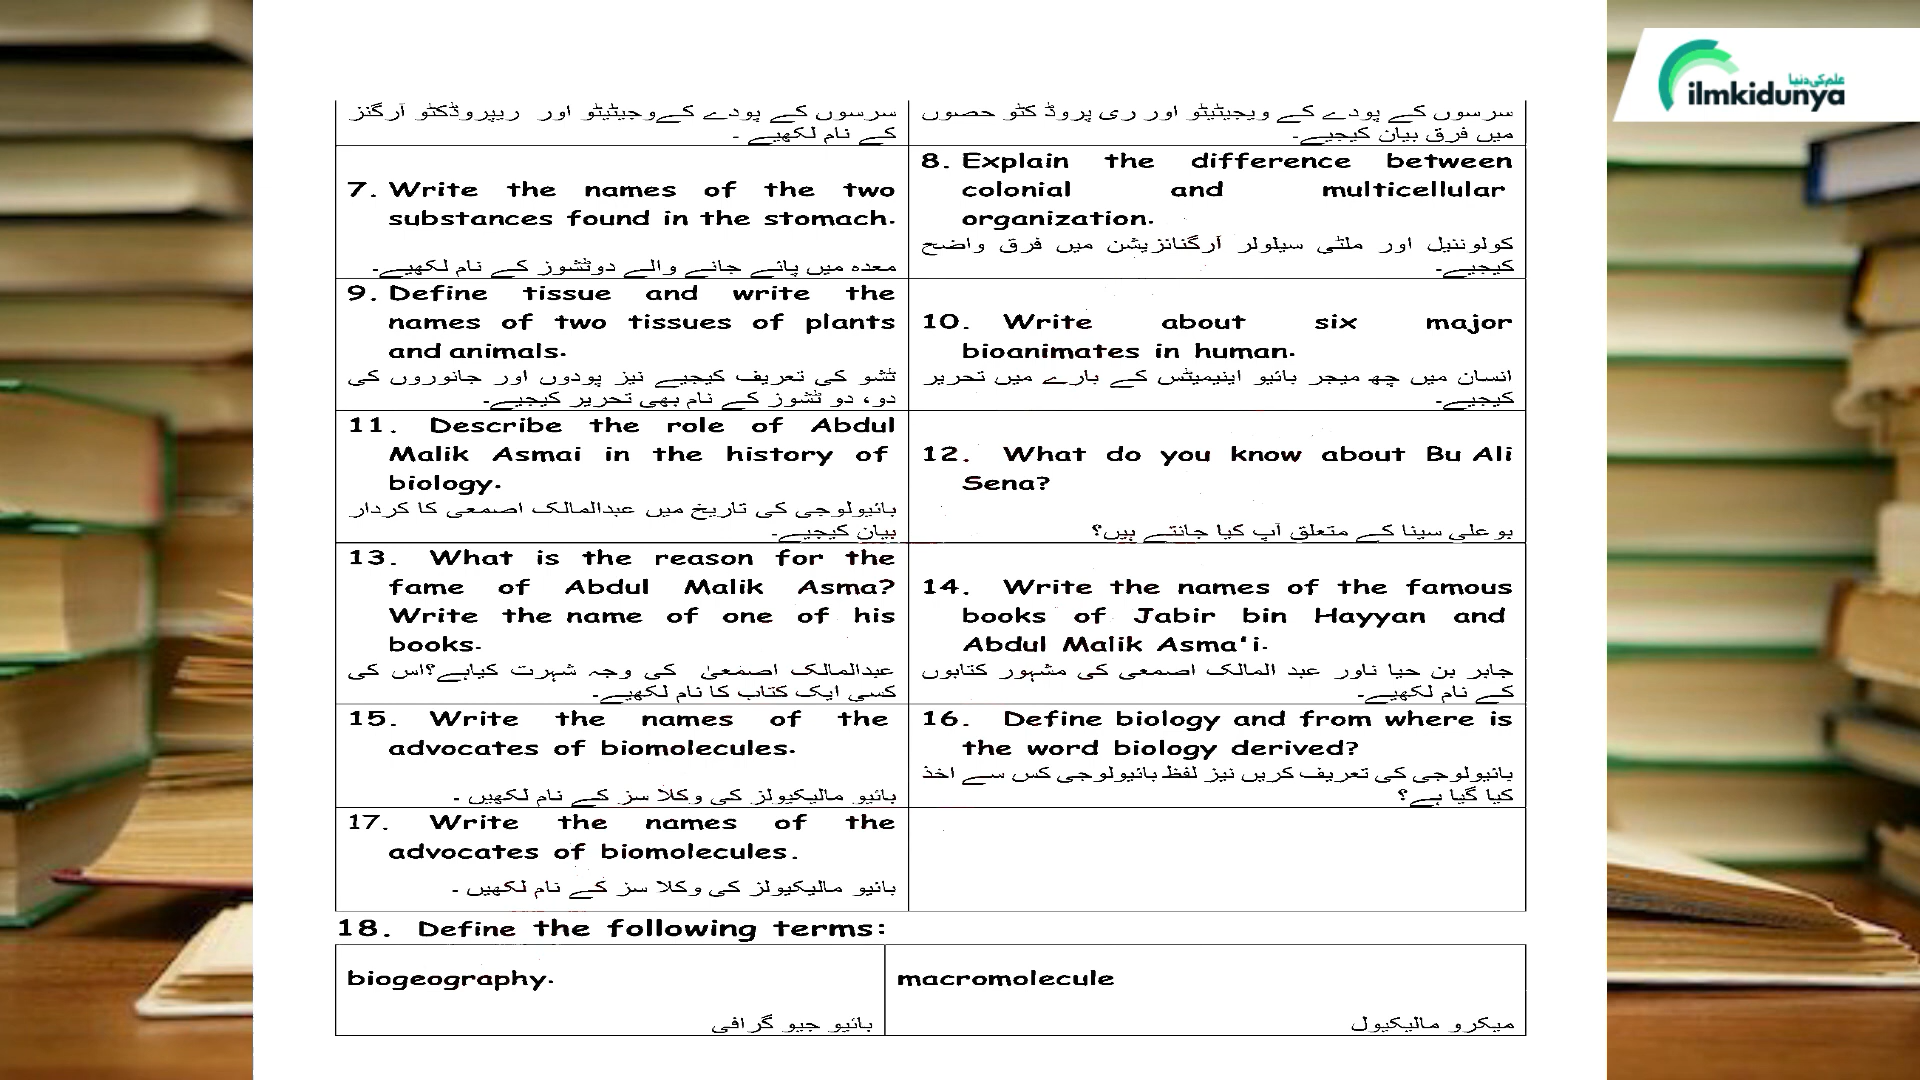 علم کی دنیا
ilmkidunya
سرسوں کے پودے کےوجیٹیٹو اور ریپروڈکٹو آرگنز
کے نام لکھیے ۔
سرسوں کے پودے کے ویجیٹیٹو اور ری پروڈ کٹو حصوں
میں فرق بیان کیجیے۔
7. Write the names of the two
substances found in the stomach.
معدہ میں پائے جانے والے دوٹشوز کے نام لکھیے۔
8. Explain the difference between
colonial and multicellular
organization.
کولونئیل اور ملٹی سیلولر آرگنائزیشن میں فرق واضح
کیجیے۔
9. Define tissue and write the
names of two tissues of plants
and animals.
ٹشو کی تعریف کیجیے نیز پودوں اور جانوروں کی
دو، دو ٹشوز کے نام بھی تحریر کیجیے۔
10. Write about six major
bioanimates in human.
انسان میں چھ میجر بائیو اینیمیٹس کے بارے میں تحریر
کیجیے۔
11. Describe the role of Abdul
Malik Asmai in the history of
biology.
بائیولوجی کی تاریخ میں عبدالمالک اصمعی کا کردار
بیان کیجیے۔
12. What do you know about Bu Ali
Sena?
بو علی سینا کے متعلق آپ کیا جانتے ہیں؟
13. What is the reason for the
fame of Abdul Malik Asma?
Write the name of one of his
books.
عبدالمالک اصمعیٰ کی وجہ شہرت کیاہے؟اس کی
کسی ایک کتاب کا نام لکھیے۔
14. Write the names of the famous
books of Jabir bin Hayyan and
Abdul Malik Asma'i.
جابر بن حیا ناور عبد المالک اصمعی کی مشہور کتابوں
کے نام لکھیے۔
15. Write the names of the
advocates of biomolecules.
بائیو مالیکیولز کی وکلا سز کے نام لکھیں ۔
16. Define biology and from where is
the word biology derived?
بائیولوجی کی تعریف کریں نیز لفظ بائیولوجی کس سے اخذ
کیا گیا ہے؟
17. Write the names of the
advocates of biomolecules.
بائیو مالیکیولز کی وکلا سز کے نام لکھیں ۔
18. Define the following terms:
biogeography.
بائیو جیو گرافی
macromolecule
میکرو مالیکیول